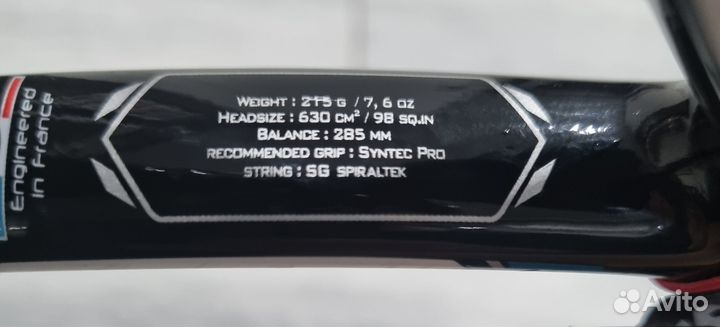 Engineered
in France
WEIGHT : 215 G / 7, 6 OZ
HEADSIZE : 630 CM² / 98 SQ.IN
BALANCE : 285 MM
RECOMMENDED GRIP : SYNTEC PRO
STRING : SG SPIRALTEK
Avito